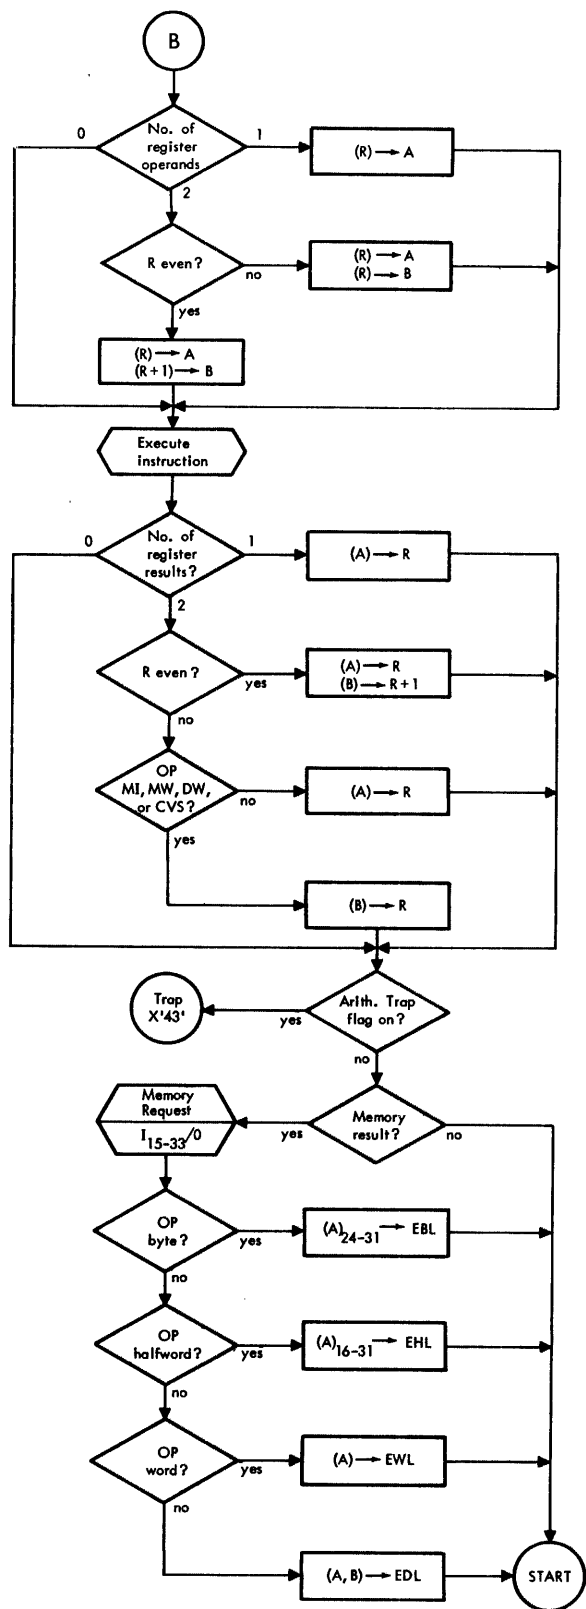 B
0
No. of
register
operands
1
(R) → A
2
R even?
no
(R) → A
(R) → B
yes
(R) → A
(R+1) → B
Execute
instruction
0
No. of
register
results?
1
(A) → R
2
R even?
yes
(A) → R
(B) → R+1
no
OP
MI, MW, DW,
or CVS?
no
(A) → R
yes
(B) → R
Trap
X'43'
yes
Arith. Trap
flag on?
no
Memory
Request
I15-33/0
yes
Memory
result?
no
OP
byte?
yes
(A)24-31 → EBL
no
OP
halfword?
yes
(A)16-31 → EHL
no
OP
word?
yes
(A) → EWL
no
(A, B) → EDL
START